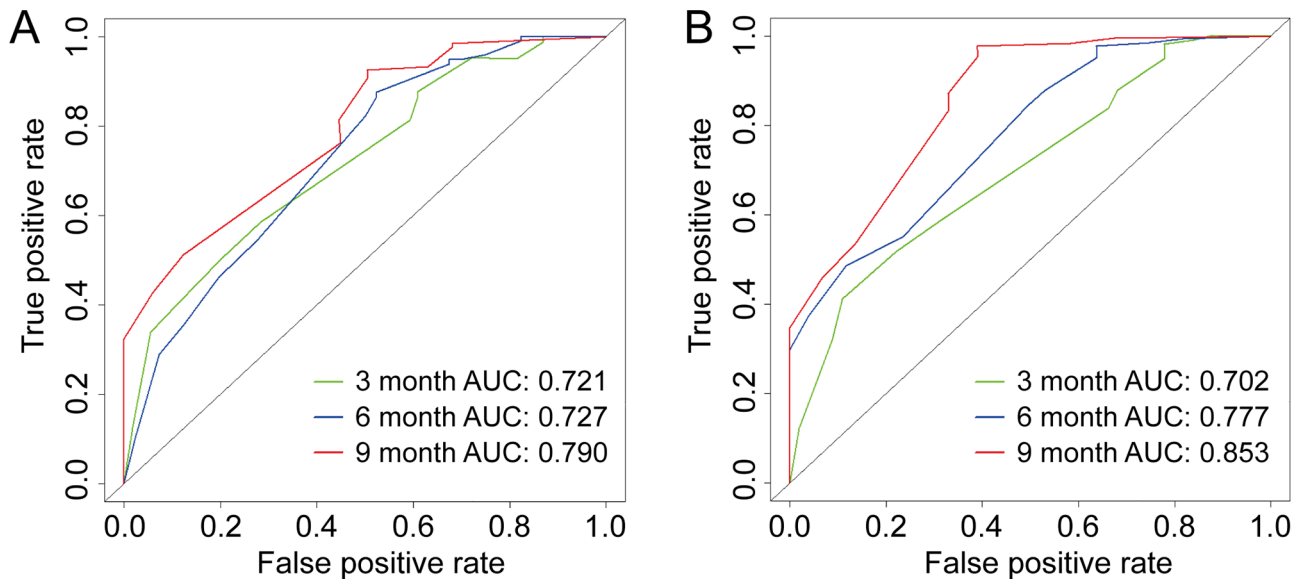 A
True positive rate
1.0
0.8
0.6
0.4
0.2
0.0
3 month AUC: 0.721
6 month AUC: 0.727
9 month AUC: 0.790
0.0 0.2 0.4 0.6 0.8 1.0
False positive rate
B
True positive rate
1.0
0.8
0.6
0.4
0.2
0.0
3 month AUC: 0.702
6 month AUC: 0.777
9 month AUC: 0.853
0.0 0.2 0.4 0.6 0.8 1.0
False positive rate